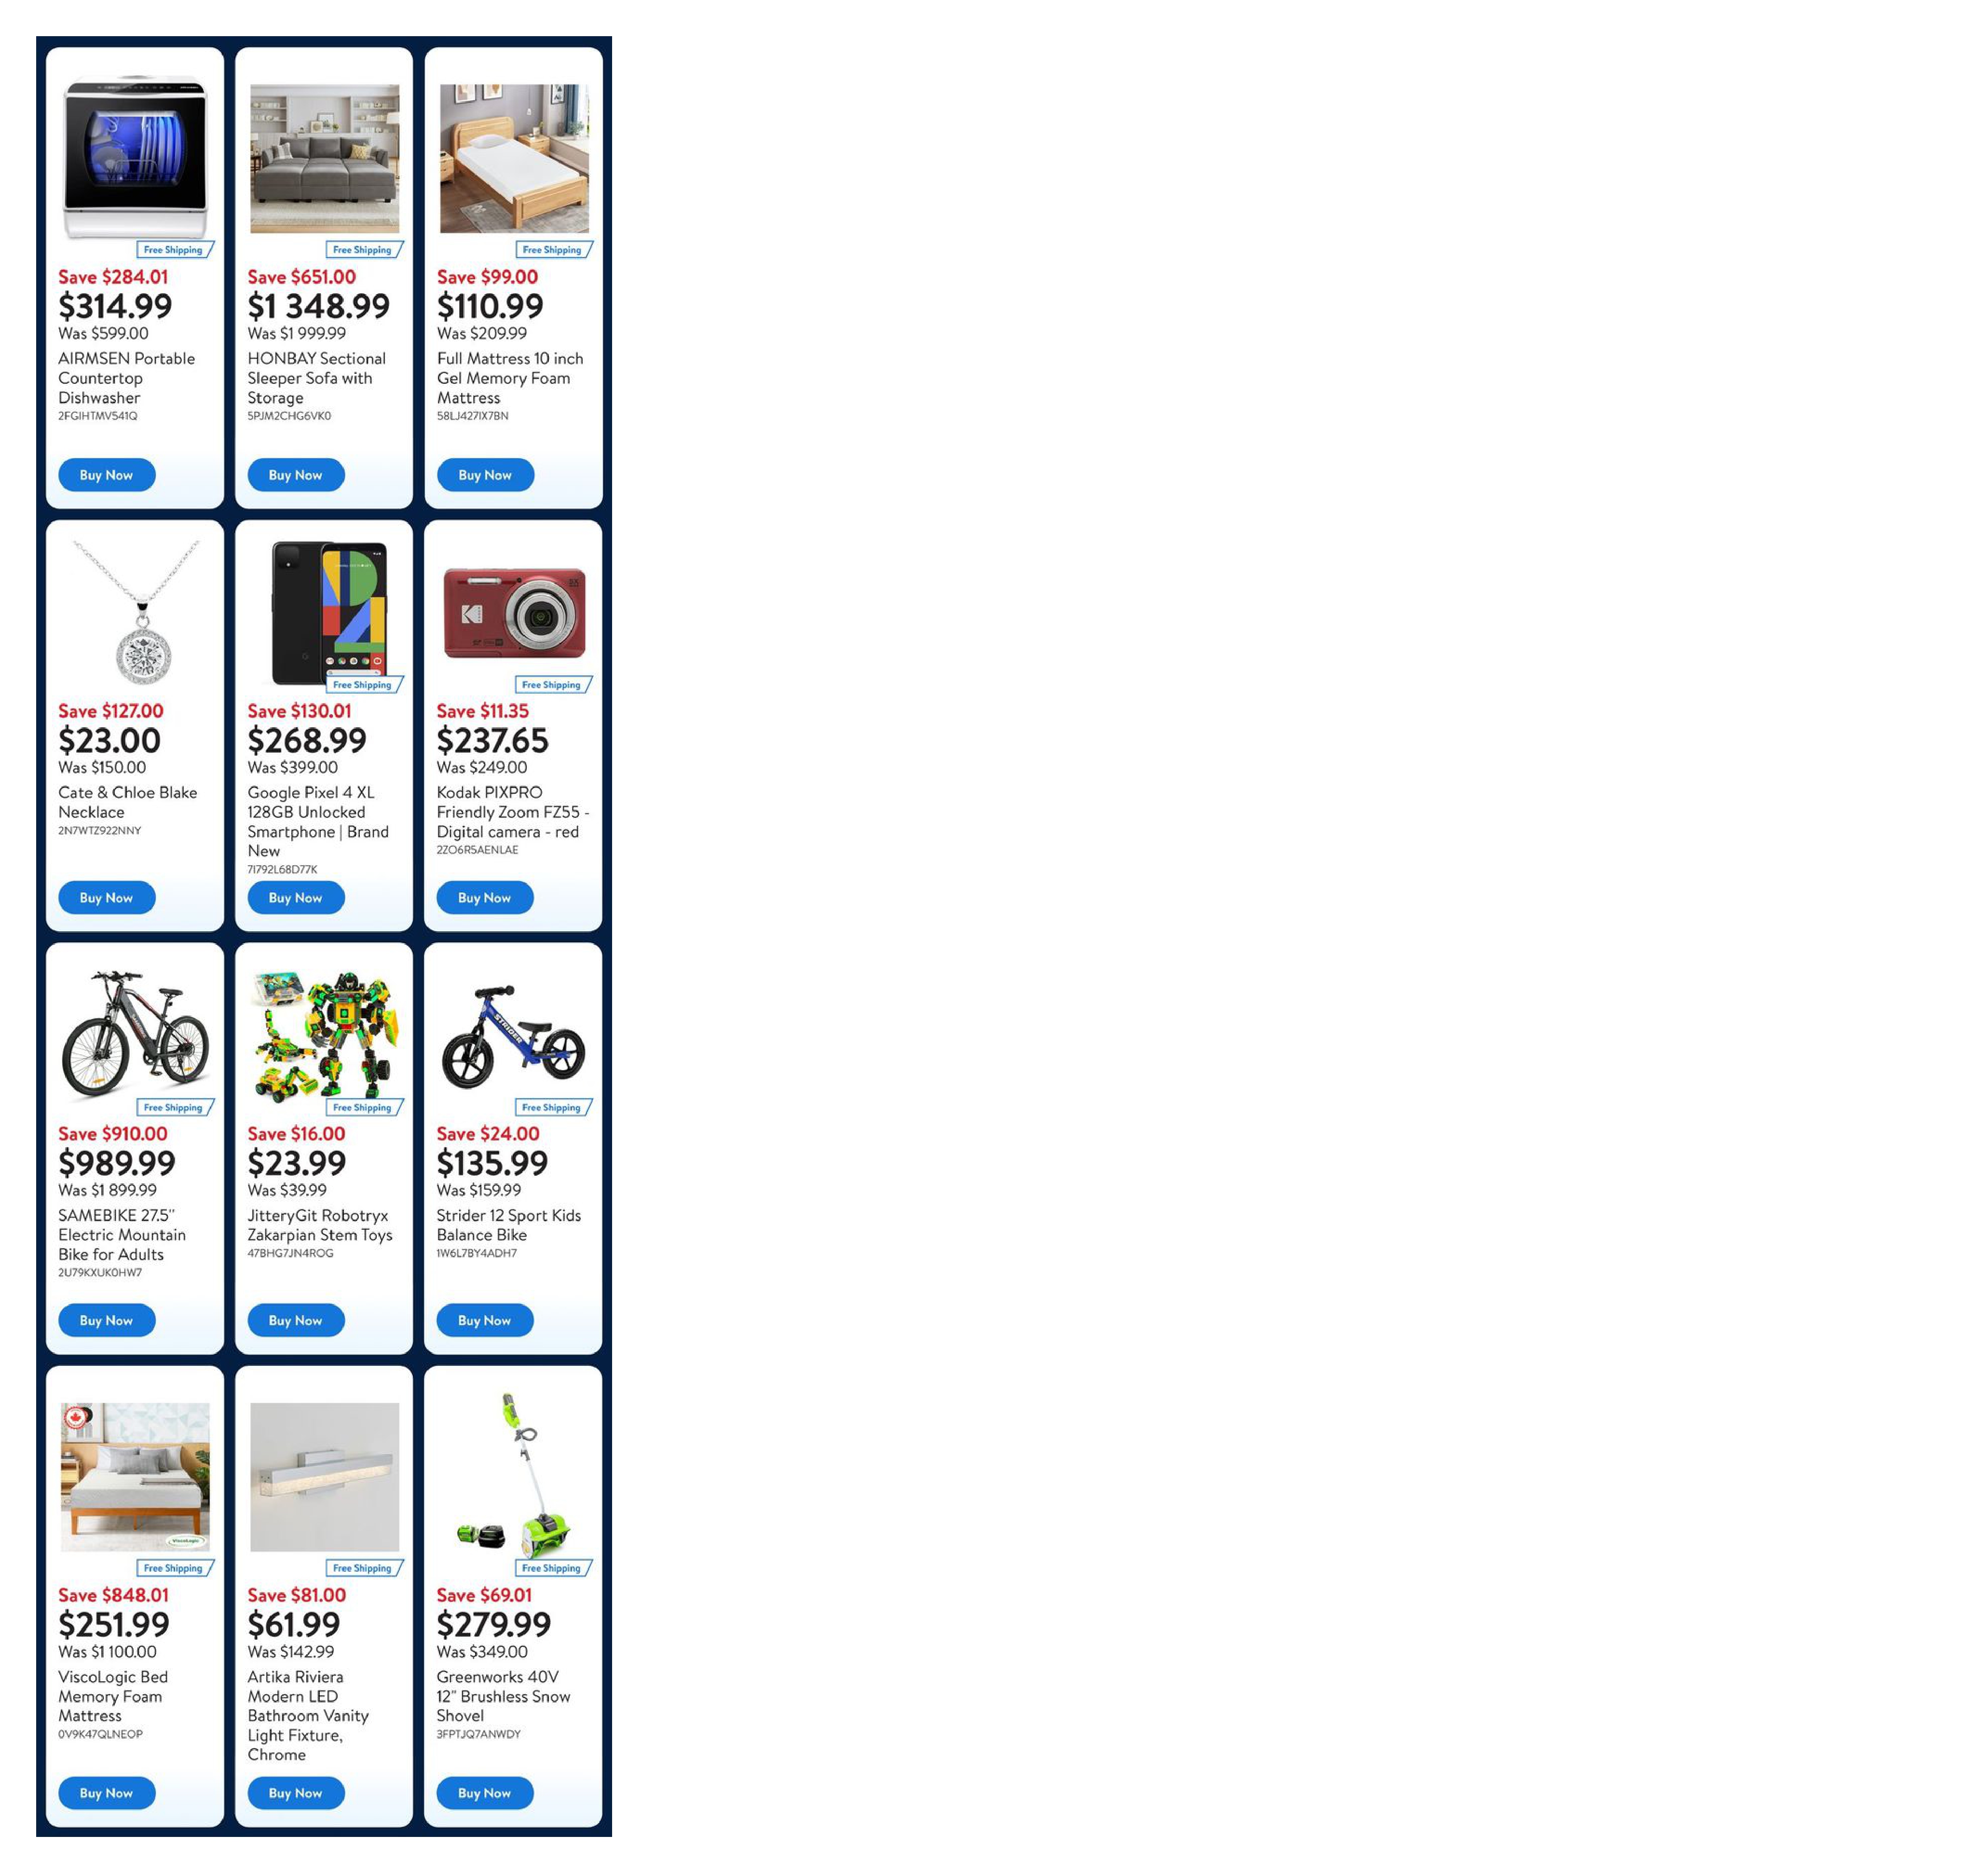 Free Shipping
Save $284.01
$314.99
Was $599.00
AIRMSEN Portable
Countertop
Dishwasher
2FGIHTMV541Q
Buy Now
Free Shipping
Save $651.00
$1 348.99
Was $1 999.99
HONBAY Sectional
Sleeper Sofa with
Storage
5PJM2CHG6VK0
Buy Now
Free Shipping
Save $99.00
$110.99
Was $209.99
Full Mattress 10 inch
Gel Memory Foam
Mattress
58LJ427IX7BN
Buy Now
Save $127.00
$23.00
Was $150.00
Cate & Chloe Blake
Necklace
2N7WTZ922NNY
Buy Now
Free Shipping
Save $130.01
$268.99
Was $399.00
Google Pixel 4 XL
128GB Unlocked
Smartphone | Brand
New
7I792L68D77K
Buy Now
Free Shipping
Save $11.35
$237.65
Was $249.00
Kodak PIXPRO
Friendly Zoom FZ55 -
Digital camera - red
2ZO6R5AENLAE
Buy Now
Free Shipping
Save $910.00
$989.99
Was $1 899.99
SAMEBIKE 27.5''
Electric Mountain
Bike for Adults
2U79KXUK0HW7
Buy Now
Free Shipping
Save $16.00
$23.99
Was $39.99
JitteryGit Robotryx
Zakarpian Stem Toys
47BHG7JN4ROG
Buy Now
STRIDER
Free Shipping
Save $24.00
$135.99
Was $159.99
Strider 12 Sport Kids
Balance Bike
1W6L7BY4ADH7
Buy Now
ViscoLogic
Free Shipping
Save $848.01
$251.99
Was $1 100.00
ViscoLogic Bed
Memory Foam
Mattress
0V9K47QLNEOP
Buy Now
Free Shipping
Save $81.00
$61.99
Was $142.99
Artika Riviera
Modern LED
Bathroom Vanity
Light Fixture,
Chrome
Buy Now
Free Shipping
Save $69.01
$279.99
Was $349.00
Greenworks 40V
12" Brushless Snow
Shovel
3FPTJQ7ANWDY
Buy Now